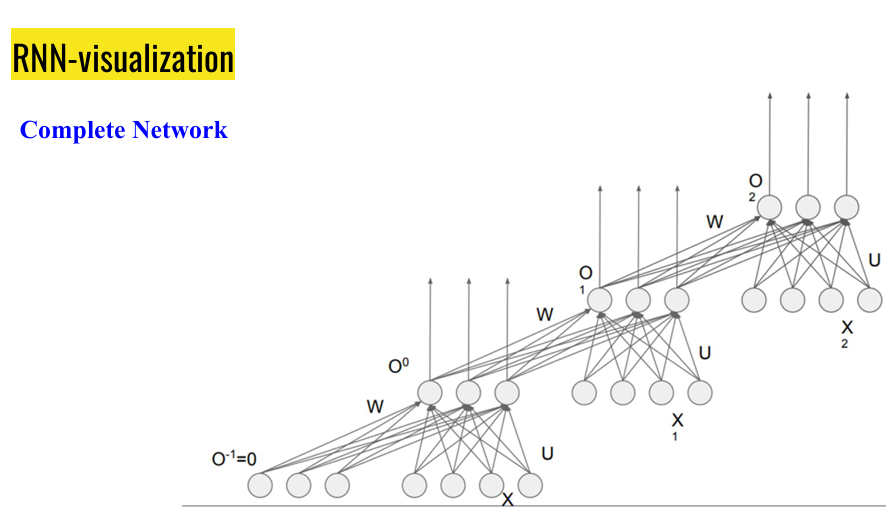 RNN-visualization
Complete Network
O
2
W
U
O
1
X
2
W
U
O⁰
W
X
1
O⁻¹=0
U
X